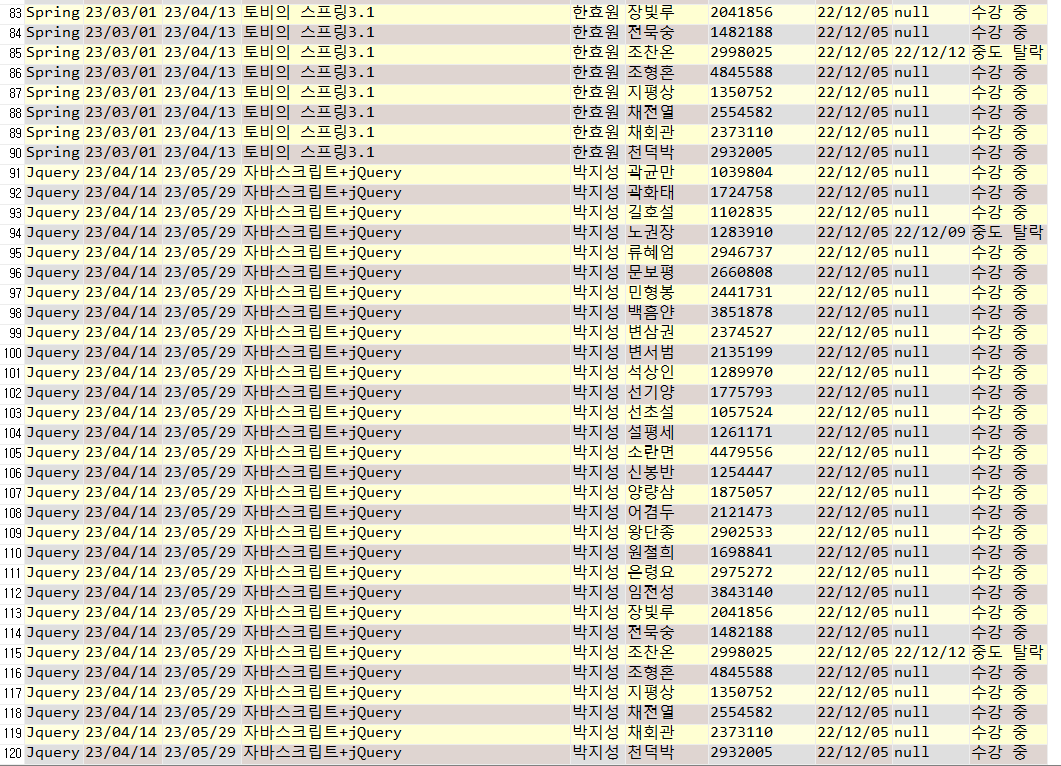 83 Spring 23/03/01 23/04/13 토비의 스프링3.1 한효원 장빛루 2041856 22/12/05 null 수강 중
84 Spring 23/03/01 23/04/13 토비의 스프링3.1 한효원 전묵숭 1482188 22/12/05 null 수강 중
85 Spring 23/03/01 23/04/13 토비의 스프링3.1 한효원 조찬온 2998025 22/12/05 22/12/12 중도 탈락
86 Spring 23/03/01 23/04/13 토비의 스프링3.1 한효원 조형혼 4845588 22/12/05 null 수강 중
87 Spring 23/03/01 23/04/13 토비의 스프링3.1 한효원 지평상 1350752 22/12/05 null 수강 중
88 Spring 23/03/01 23/04/13 토비의 스프링3.1 한효원 채전열 2554582 22/12/05 null 수강 중
89 Spring 23/03/01 23/04/13 토비의 스프링3.1 한효원 채회관 2373110 22/12/05 null 수강 중
90 Spring 23/03/01 23/04/13 토비의 스프링3.1 한효원 천덕박 2932005 22/12/05 null 수강 중
91 Jquery 23/04/14 23/05/29 자바스크립트+jQuery 박지성 곽균만 1039804 22/12/05 null 수강 중
92 Jquery 23/04/14 23/05/29 자바스크립트+jQuery 박지성 곽화태 1724758 22/12/05 null 수강 중
93 Jquery 23/04/14 23/05/29 자바스크립트+jQuery 박지성 길호설 1102835 22/12/05 null 수강 중
94 Jquery 23/04/14 23/05/29 자바스크립트+jQuery 박지성 노권장 1283910 22/12/05 22/12/09 중도 탈락
95 Jquery 23/04/14 23/05/29 자바스크립트+jQuery 박지성 류혜엄 2946737 22/12/05 null 수강 중
96 Jquery 23/04/14 23/05/29 자바스크립트+jQuery 박지성 문보평 2660808 22/12/05 null 수강 중
97 Jquery 23/04/14 23/05/29 자바스크립트+jQuery 박지성 민형봉 2441731 22/12/05 null 수강 중
98 Jquery 23/04/14 23/05/29 자바스크립트+jQuery 박지성 백흠얀 3851878 22/12/05 null 수강 중
99 Jquery 23/04/14 23/05/29 자바스크립트+jQuery 박지성 변삼권 2374527 22/12/05 null 수강 중
100 Jquery 23/04/14 23/05/29 자바스크립트+jQuery 박지성 변서범 2135199 22/12/05 null 수강 중
101 Jquery 23/04/14 23/05/29 자바스크립트+jQuery 박지성 석상인 1289970 22/12/05 null 수강 중
102 Jquery 23/04/14 23/05/29 자바스크립트+jQuery 박지성 선기양 1775793 22/12/05 null 수강 중
103 Jquery 23/04/14 23/05/29 자바스크립트+jQuery 박지성 선초설 1057524 22/12/05 null 수강 중
104 Jquery 23/04/14 23/05/29 자바스크립트+jQuery 박지성 설평세 1261171 22/12/05 null 수강 중
105 Jquery 23/04/14 23/05/29 자바스크립트+jQuery 박지성 소란면 4479556 22/12/05 null 수강 중
106 Jquery 23/04/14 23/05/29 자바스크립트+jQuery 박지성 신봉반 1254447 22/12/05 null 수강 중
107 Jquery 23/04/14 23/05/29 자바스크립트+jQuery 박지성 양량삼 1875057 22/12/05 null 수강 중
108 Jquery 23/04/14 23/05/29 자바스크립트+jQuery 박지성 어겸두 2121473 22/12/05 null 수강 중
109 Jquery 23/04/14 23/05/29 자바스크립트+jQuery 박지성 왕단종 2902533 22/12/05 null 수강 중
110 Jquery 23/04/14 23/05/29 자바스크립트+jQuery 박지성 원철희 1698841 22/12/05 null 수강 중
111 Jquery 23/04/14 23/05/29 자바스크립트+jQuery 박지성 은령요 2975272 22/12/05 null 수강 중
112 Jquery 23/04/14 23/05/29 자바스크립트+jQuery 박지성 임전성 3843140 22/12/05 null 수강 중
113 Jquery 23/04/14 23/05/29 자바스크립트+jQuery 박지성 장빛루 2041856 22/12/05 null 수강 중
114 Jquery 23/04/14 23/05/29 자바스크립트+jQuery 박지성 전묵숭 1482188 22/12/05 null 수강 중
115 Jquery 23/04/14 23/05/29 자바스크립트+jQuery 박지성 조찬온 2998025 22/12/05 22/12/12 중도 탈락
116 Jquery 23/04/14 23/05/29 자바스크립트+jQuery 박지성 조형혼 4845588 22/12/05 null 수강 중
117 Jquery 23/04/14 23/05/29 자바스크립트+jQuery 박지성 지평상 1350752 22/12/05 null 수강 중
118 Jquery 23/04/14 23/05/29 자바스크립트+jQuery 박지성 채전열 2554582 22/12/05 null 수강 중
119 Jquery 23/04/14 23/05/29 자바스크립트+jQuery 박지성 채회관 2373110 22/12/05 null 수강 중
120 Jquery 23/04/14 23/05/29 자바스크립트+jQuery 박지성 천덕박 2932005 22/12/05 null 수강 중